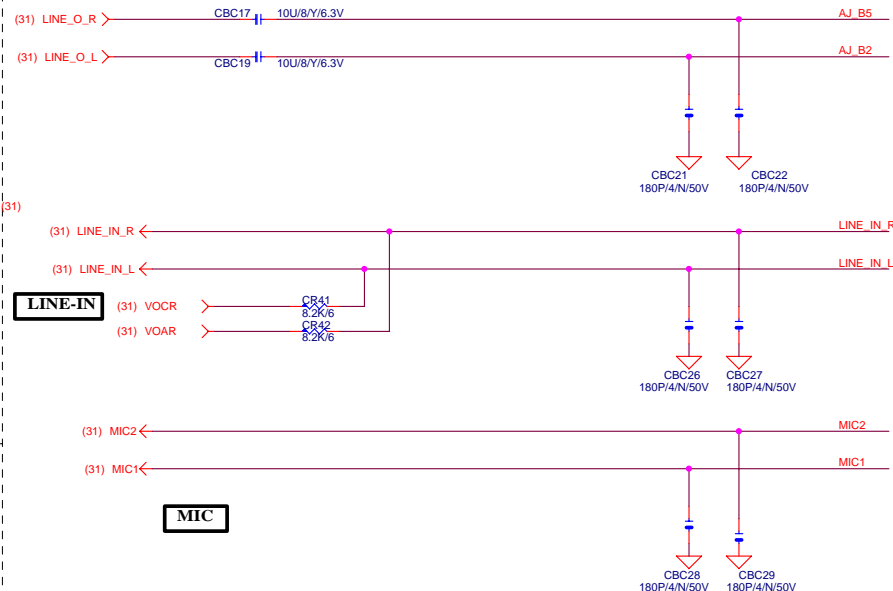 (31) LINE_O_R
CBC17 10U/8/Y/6.3V
AJ_B5
(31) LINE_O_L
CBC19 10U/8/Y/6.3V
AJ_B2
CBC21
180P/4/N/50V
CBC22
180P/4/N/50V
(31)
(31) LINE_IN_R
LINE_IN_R
(31) LINE_IN_L
LINE_IN_L
LINE-IN
(31) VOCR
CR41
8.2K/6
(31) VOAR
CR42
8.2K/6
CBC26
180P/4/N/50V
CBC27
180P/4/N/50V
(31) MIC2
MIC2
(31) MIC1
MIC1
MIC
CBC28
180P/4/N/50V
CBC29
180P/4/N/50V